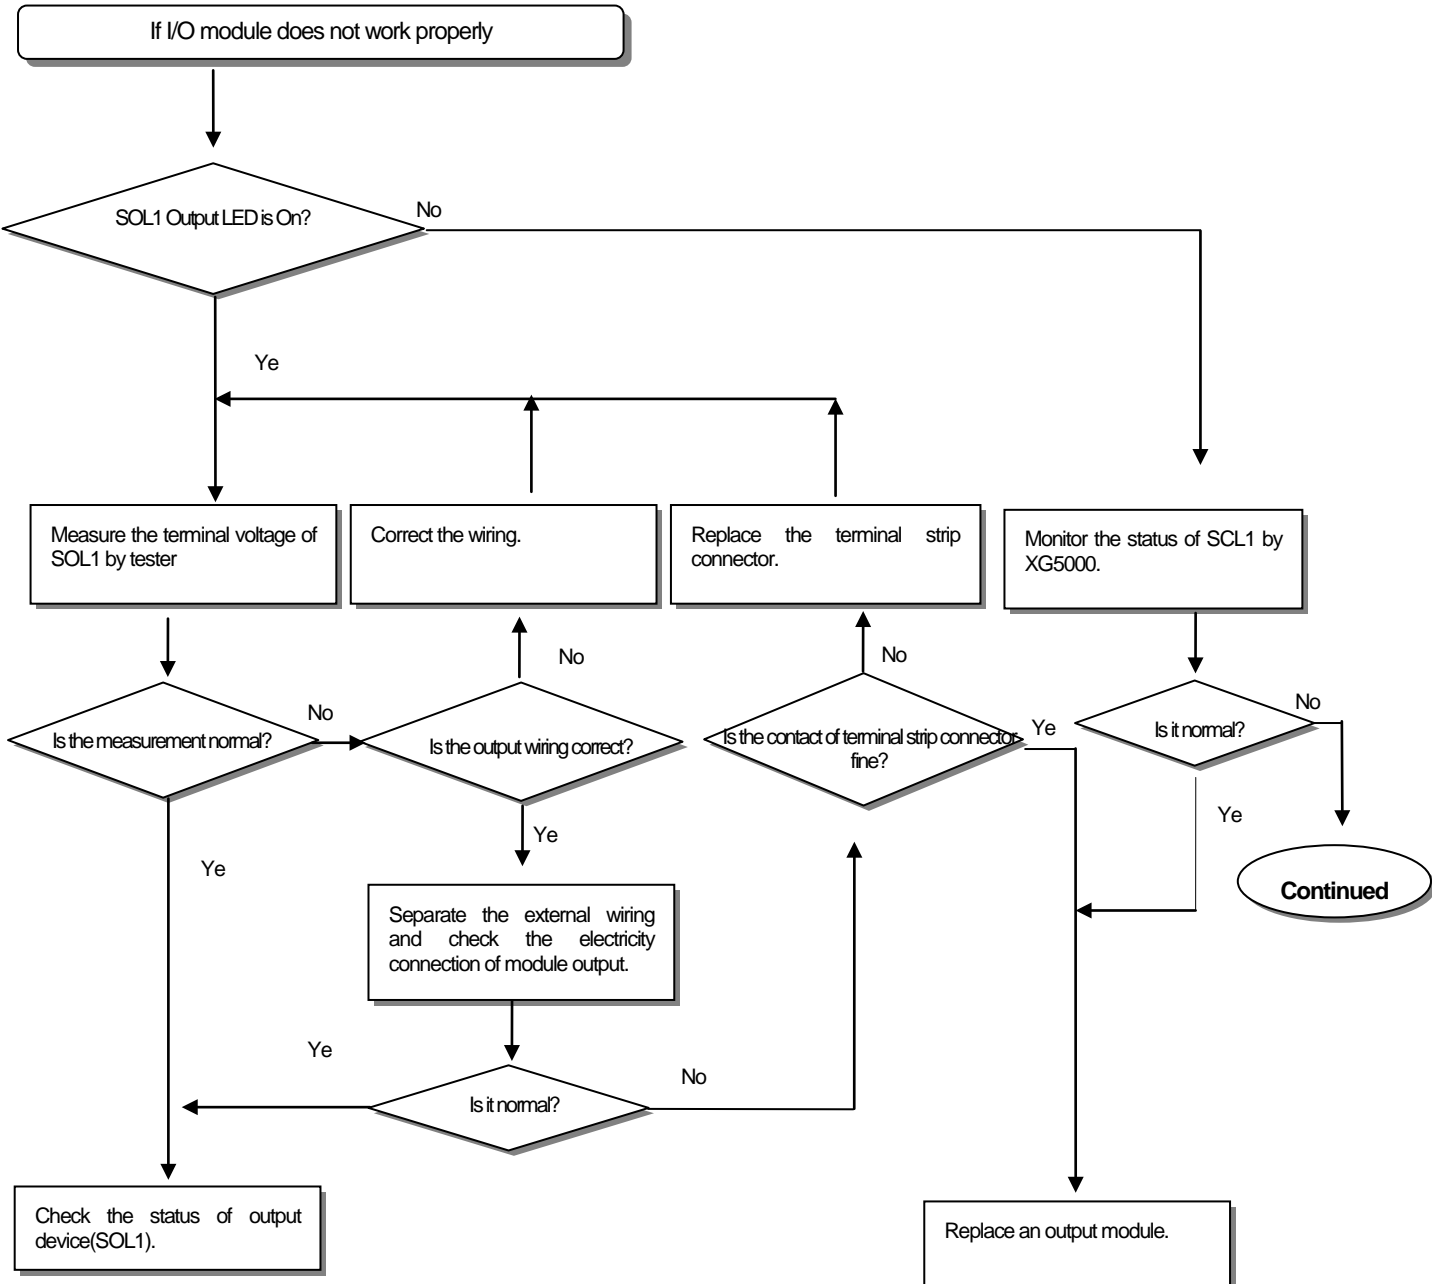 If I/O module does not work properly
SOL1 Output LED is On?
No
Ye
Measure the terminal voltage of
SOL1 by tester
Correct the wiring.
Replace the terminal strip
connector.
Monitor the status of SCL1 by
XG5000.
No
No
No
No
Is the measurement normal?
Is the output wiring correct?
Is the contact of terminal strip connector
fine?
Ye
Is it normal?
Ye
Ye
Ye
Continued
Separate the external wiring
and check the electricity
connection of module output.
Ye
No
Is it normal?
Check the status of output
device(SOL1).
Replace an output module.